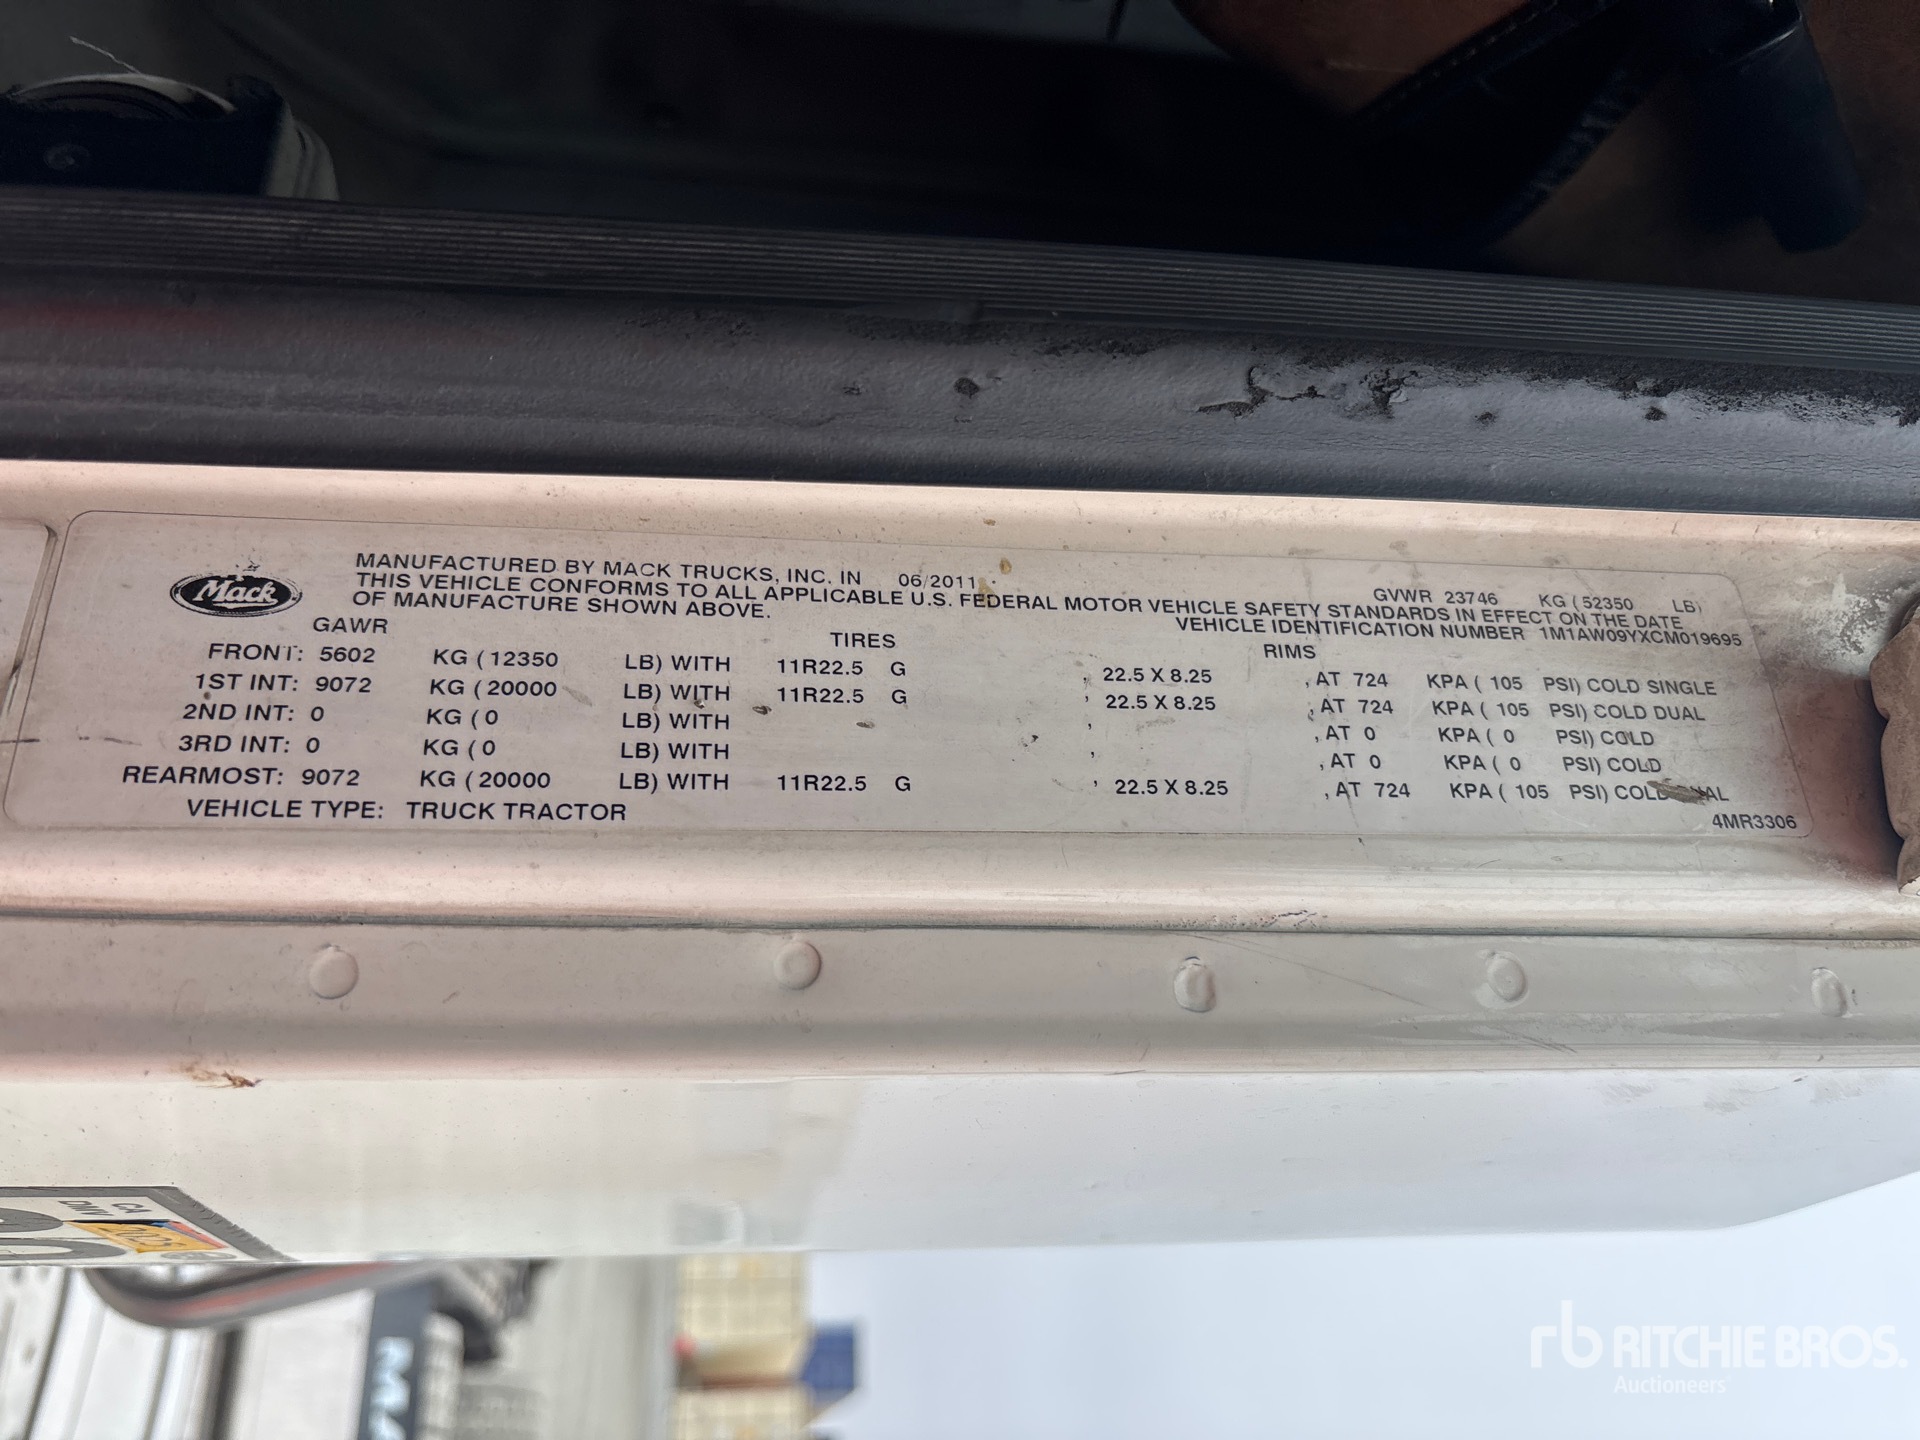 Mack
MANUFACTURED BY MACK TRUCKS, INC. IN 06/2011 GVWR 23746 KG (52350 LB)
THIS VEHICLE CONFORMS TO ALL APPLICABLE U.S. FEDERAL MOTOR VEHICLE SAFETY STANDARDS IN EFFECT ON THE DATE
OF MANUFACTURE SHOWN ABOVE. VEHICLE IDENTIFICATION NUMBER 1M1AW09YXCM019695
GAWR TIRES RIMS
FRONT: 5602 KG (12350 LB) WITH 11R22.5 G , 22.5 X 8.25 , AT 724 KPA ( 105 PSI) COLD SINGLE
1ST INT: 9072 KG (20000 LB) WITH 11R22.5 G , 22.5 X 8.25 , AT 724 KPA ( 105 PSI) COLD DUAL
2ND INT: 0 KG (0 LB) WITH , , AT 0 KPA ( 0 PSI) COLD
3RD INT: 0 KG (0 LB) WITH , , AT 0 KPA ( 0 PSI) COLD
REARMOST: 9072 KG (20000 LB) WITH 11R22.5 G , 22.5 X 8.25 , AT 724 KPA ( 105 PSI) COLD DUAL
VEHICLE TYPE: TRUCK TRACTOR
4MR3306
CA
DMV
2025
MA
rb RITCHIE BROS.
Auctioneers